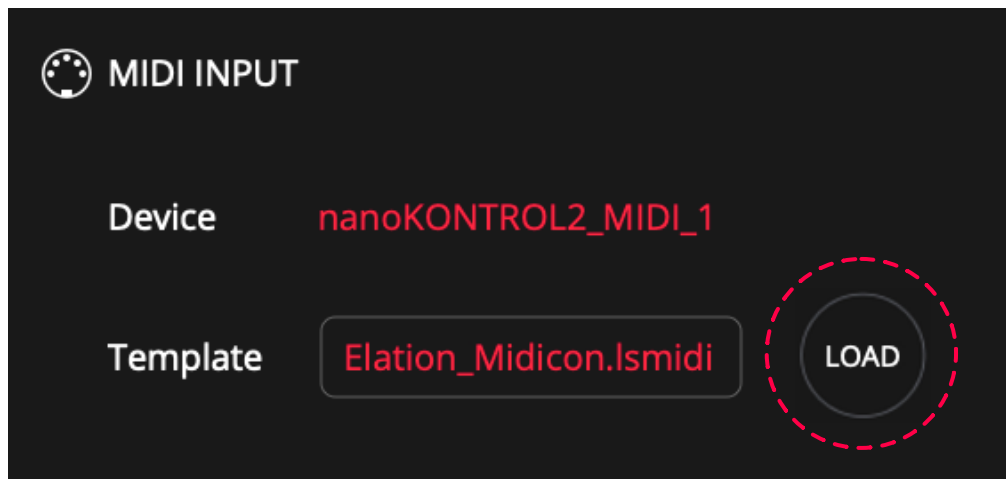 MIDI INPUT
Device nanoKONTROL2_MIDI_1
Template Elation_Midicon.lsmidi LOAD